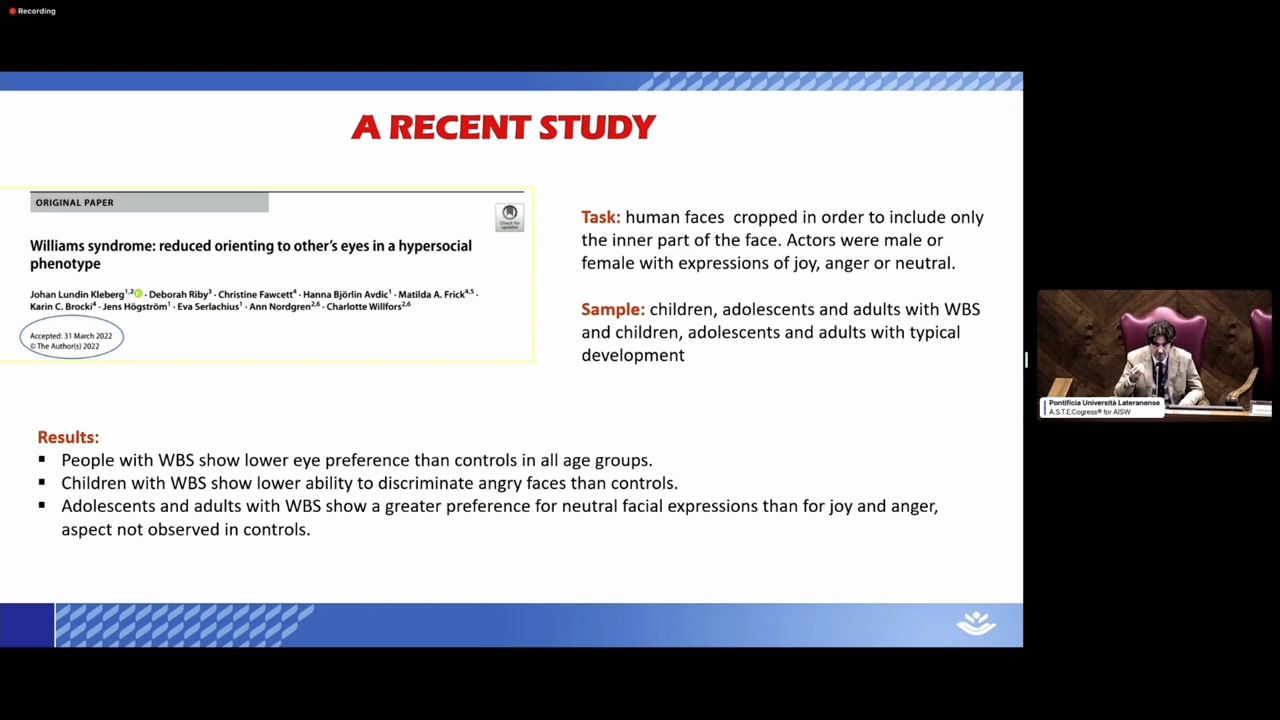 Recording
A RECENT STUDY
ORIGINAL PAPER
Check for
updates
Williams syndrome: reduced orienting to other's eyes in a hypersocial
phenotype
Johan Lundin Kleberg1,2 · Deborah Riby3 · Christine Fawcett4 · Hanna Björlin Avdic1 · Matilda A. Frick4,5 ·
Karin C. Brocki4 · Jens Högström1 · Eva Serlachius1 · Ann Nordgren2,6 · Charlotte Willfors2,6
Accepted: 31 March 2022
© The Author(s) 2022
Task: human faces cropped in order to include only
the inner part of the face. Actors were male or
female with expressions of joy, anger or neutral.
Sample: children, adolescents and adults with WBS
and children, adolescents and adults with typical
development
Results:
▪ People with WBS show lower eye preference than controls in all age groups.
▪ Children with WBS show lower ability to discriminate angry faces than controls.
▪ Adolescents and adults with WBS show a greater preference for neutral facial expressions than for joy and anger,
aspect not observed in controls.
Pontificia Università Lateranense
A.S.T.E.Cogress® for AISW